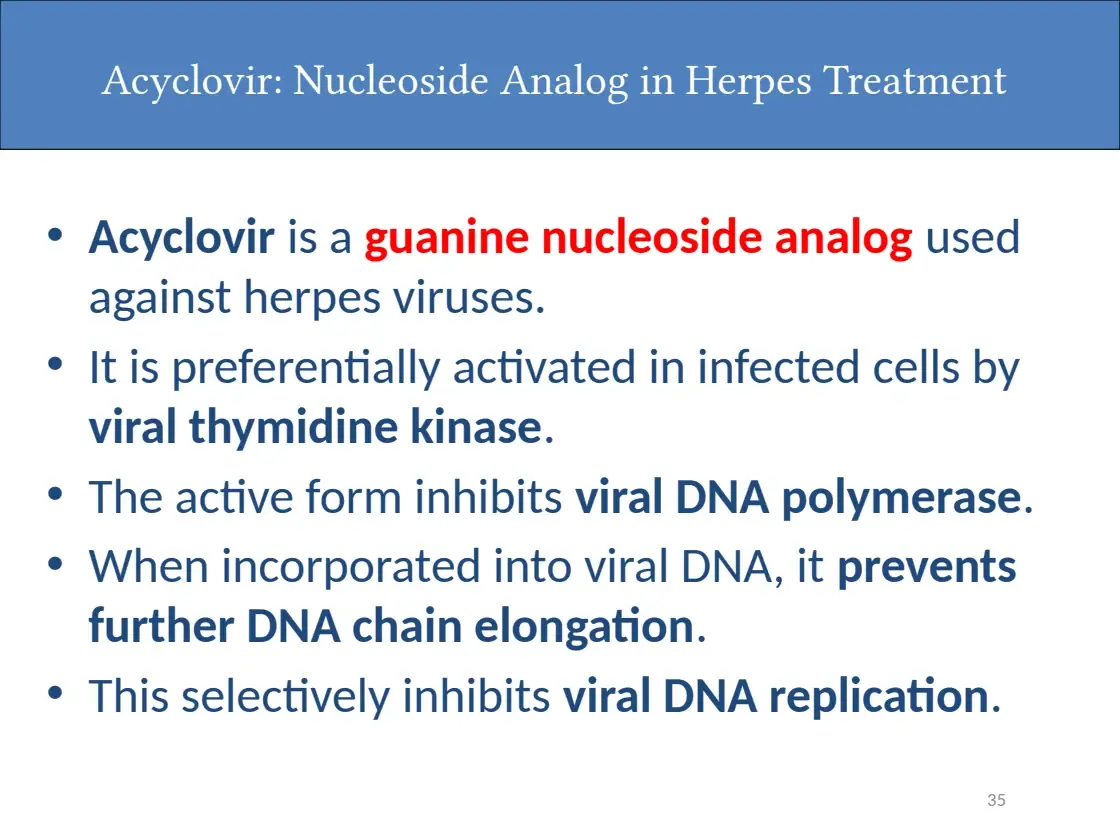 Acyclovir: Nucleoside Analog in Herpes Treatment
• Acyclovir is a guanine nucleoside analog used
against herpes viruses.
• It is preferentially activated in infected cells by
viral thymidine kinase.
• The active form inhibits viral DNA polymerase.
• When incorporated into viral DNA, it prevents
further DNA chain elongation.
• This selectively inhibits viral DNA replication.
35